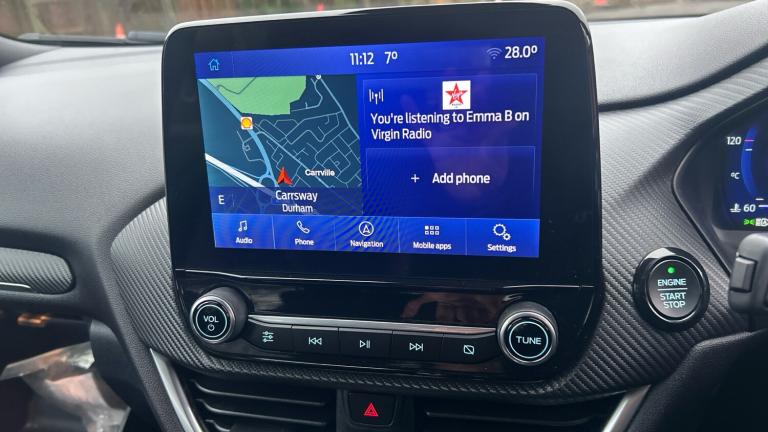 11:12 7° 28.0°
You're listening to Emma B on
Virgin Radio
Carrville
+ Add phone
E Carrsway
Durham
Audio Phone Navigation Mobile apps Settings
VOL
TUNE
ENGINE
START
STOP
120
°C
60